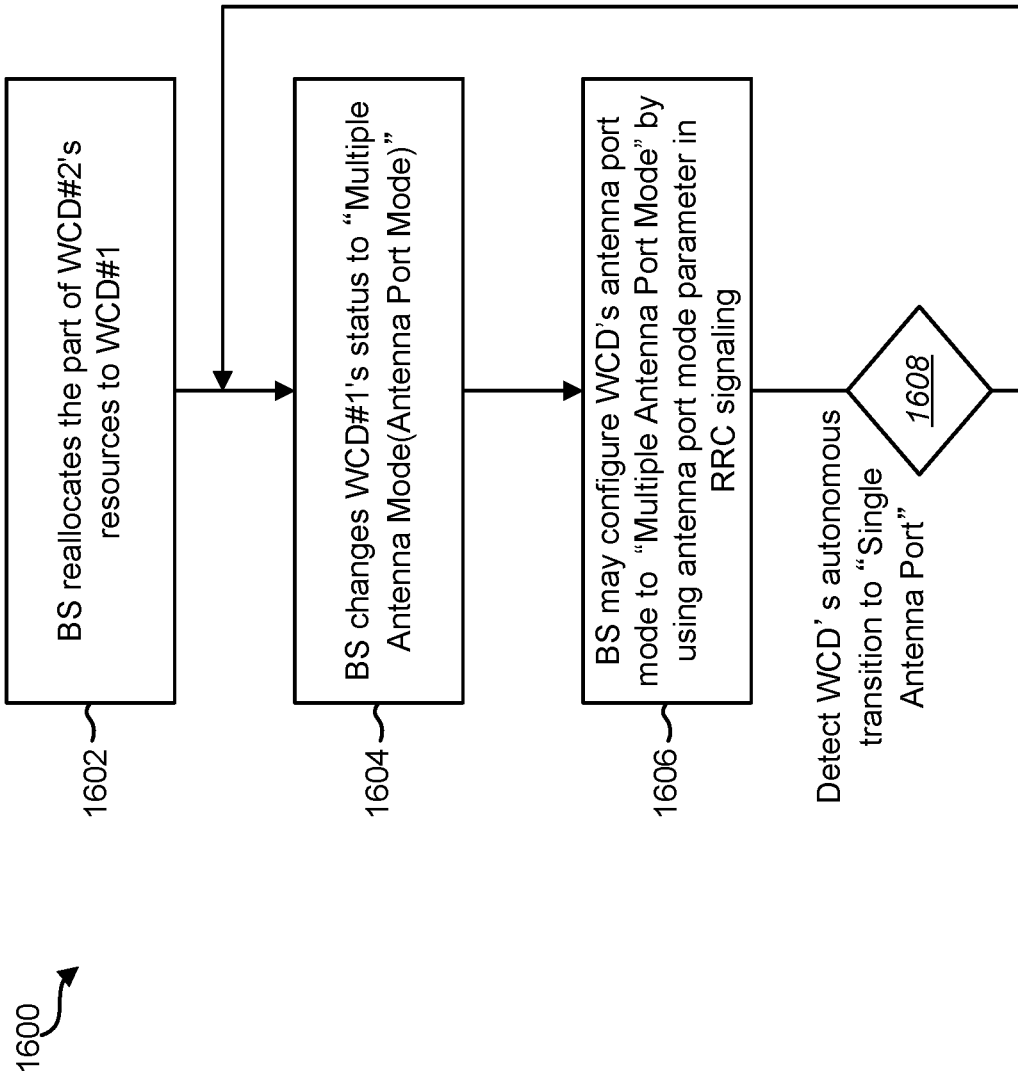 1600
BS reallocates the part of WCD#2's
resources to WCD#1
1602
BS changes WCD#1's status to “Multiple
Antenna Mode(Antenna Port Mode)”
1604
BS may configure WCD's antenna port
mode to “Multiple Antenna Port Mode” by
using antenna port mode parameter in
RRC signaling
1606
Detect WCD's autonomous
transition to “Single
Antenna Port”
1608